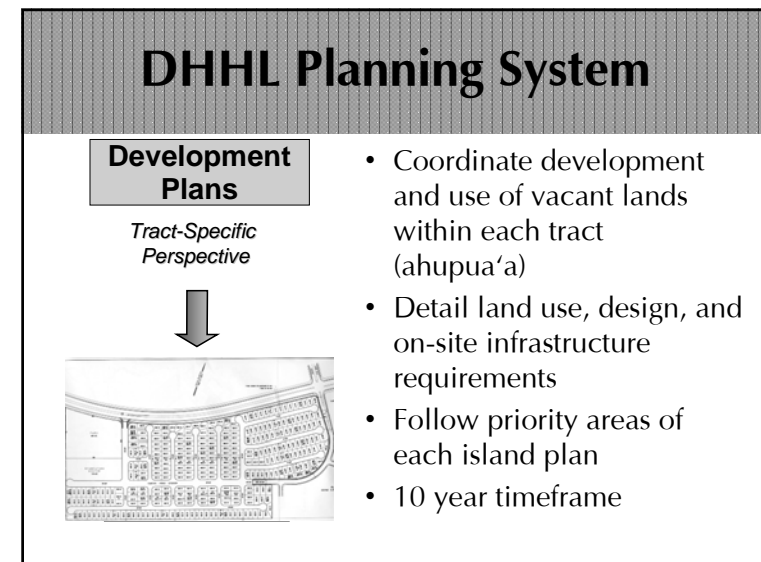 DHHL Planning System
Development
Plans
Tract-Specific
Perspective
• Coordinate development
and use of vacant lands
within each tract
(ahupua‘a)
• Detail land use, design, and
on-site infrastructure
requirements
• Follow priority areas of
each island plan
• 10 year timeframe